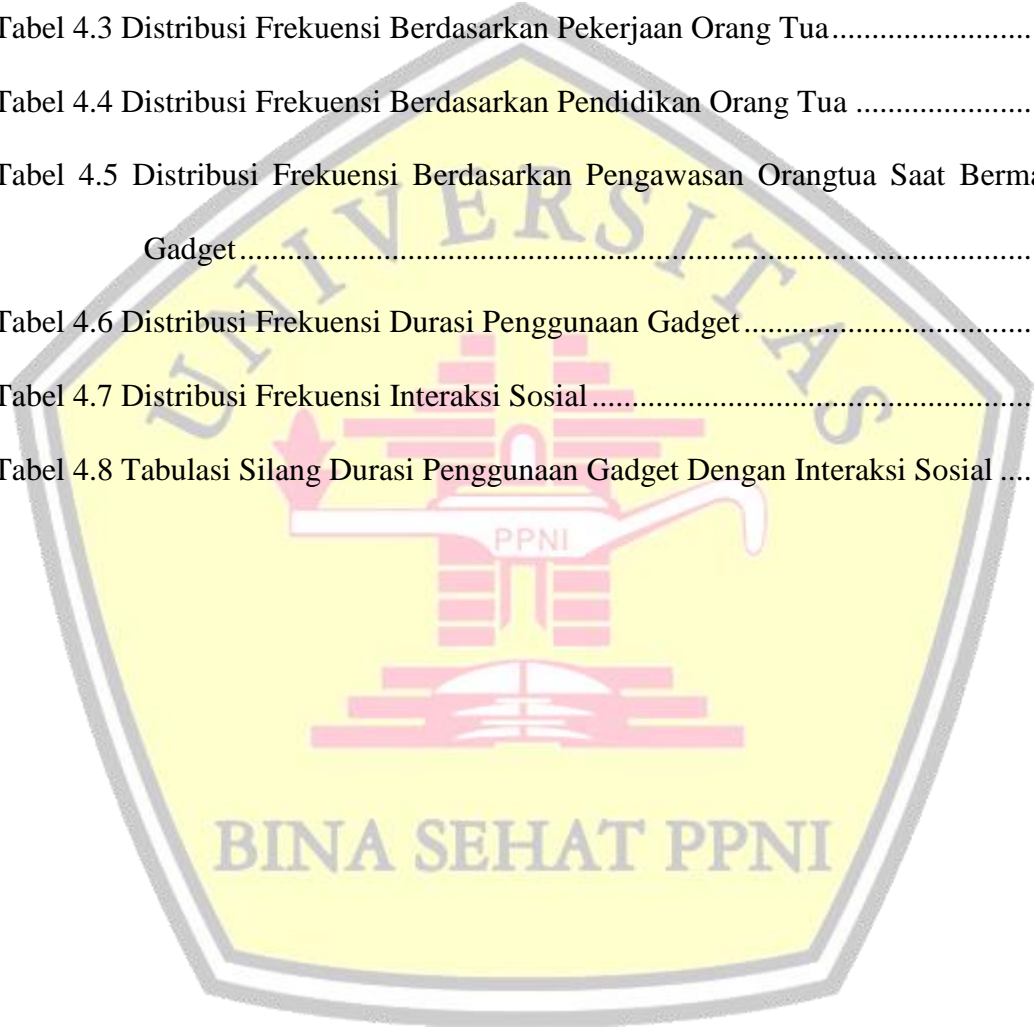 Tabel 4.3 Distribusi Frekuensi Berdasarkan Pekerjaan Orang Tua........................
Tabel 4.4 Distribusi Frekuensi Berdasarkan Pendidikan Orang Tua ......................
Tabel 4.5 Distribusi Frekuensi Berdasarkan Pengawasan Orangtua Saat
Gadget....................................................................................................
Tabel 4.6 Distribusi Frekuensi Durasi Penggunaan Gadget....................................
Tabel 4.7 Distribusi Frekuensi Interaksi Sosial.......................................................
Tabel 4.8 Tabulasi Silang Durasi Penggunaan Gadget Dengan Interaksi Sosial ....
UNIVERSITAS
PPNI
BINA SEHAT PPNI